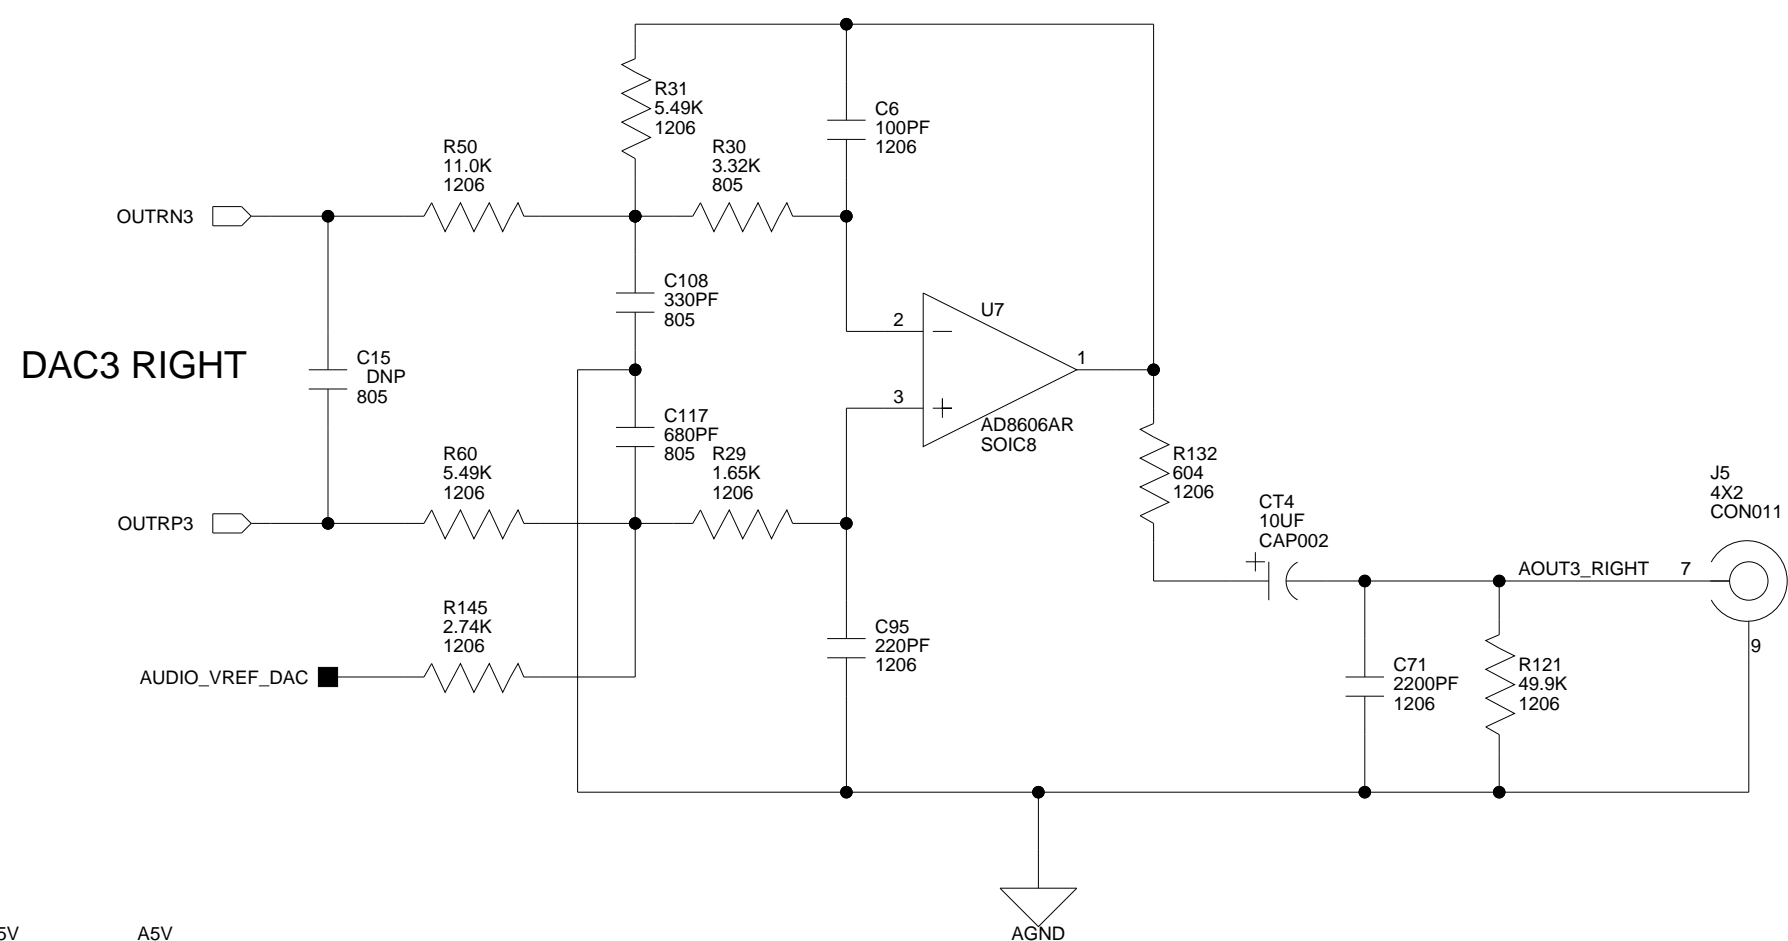 R31
5.49K
1206
C6
100PF
1206
R50
11.0K
1206
R30
3.32K
805
OUTRN3
C108
330PF
805
U7
2
1
3
AD8606AR
SOIC8
DAC3 RIGHT
C15
DNP
805
C117
680PF
805
R60
5.49K
1206
R29
1.65K
1206
OUTRP3
R132
604
1206
CT4
10UF
CAP002
J5
4X2
CON011
AOUT3_RIGHT
7
9
R145
2.74K
1206
AUDIO_VREF_DAC
C95
220PF
1206
C71
2200PF
1206
R121
49.9K
1206
5V
A5V
AGND